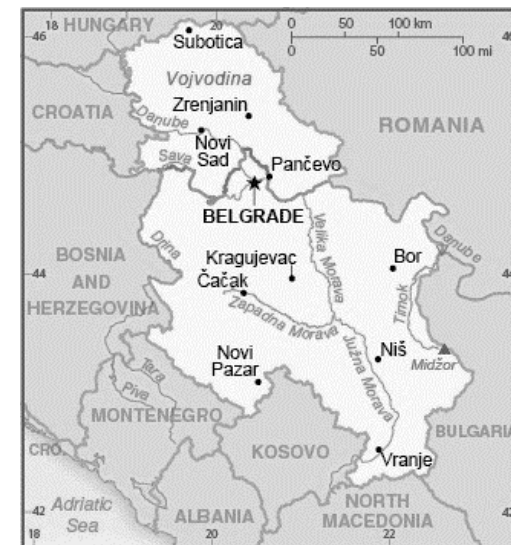 18
20
46
HUNGARY
Subotica
0
50
100 km
0
50
100 mi
Vojvodina
CROATIA
Zrenjanin
Danube
ROMANIA
Novi
Sad
Sava
Pančevo
46
BELGRADE
BOSNIA
AND
HERZEGOVINA
Drina
Velika Morava
Kragujevac
Bor
Danube
44
Čačak
Zapadna Morava
Timok
44
Južna Morava
Niš
Midžor
Novi
Pazar
Tara
Piva
MONTENEGRO
KOSOVO
BULGARIA
Vranje
CRO.
Adriatic
Sea
ALBANIA
NORTH
MACEDONIA
42
42
18
20
22